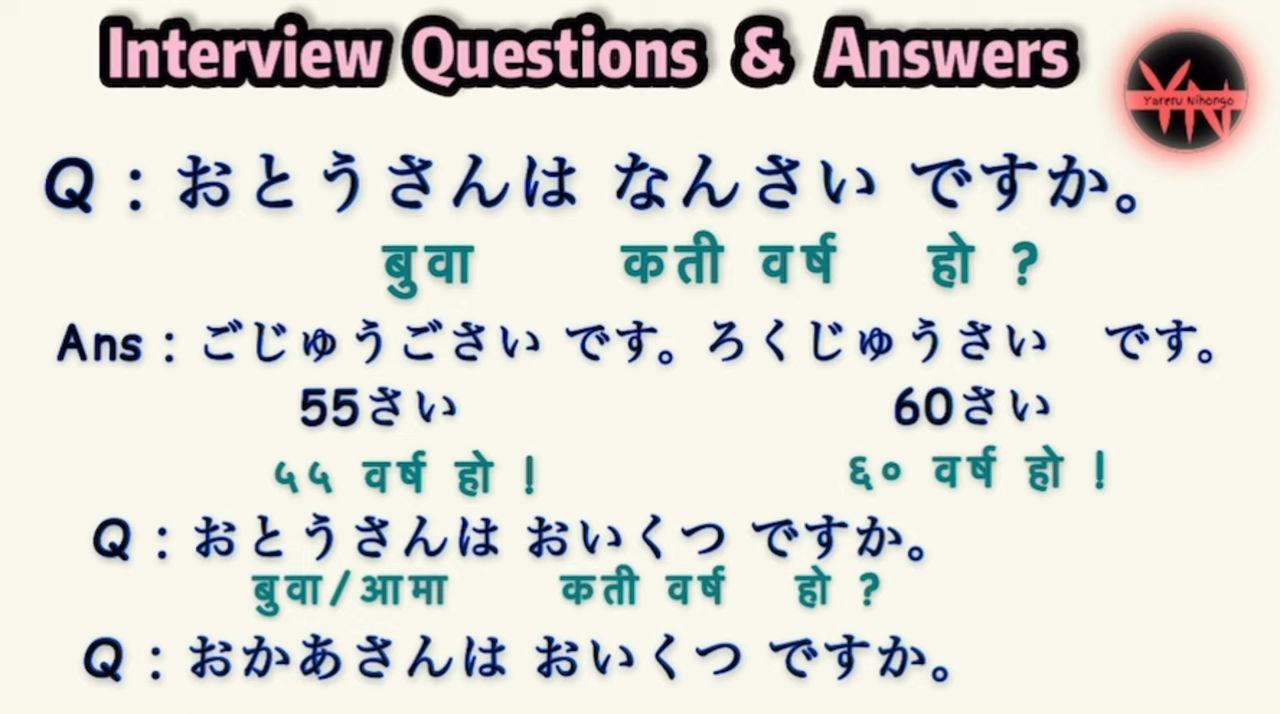 Interview Questions & Answers
Yareru Nihongo
Q : おとうさんは なんさい ですか。
बुवा कती वर्ष हो ?
Ans : ごじゅうごさい です。ろくじゅうさい です。
55さい 60さい
५५ वर्ष हो ! ६० वर्ष हो !
Q : おとうさんは おいくつ ですか。
बुवा/आमा कती वर्ष हो ?
Q : おかあさんは おいくつ ですか。